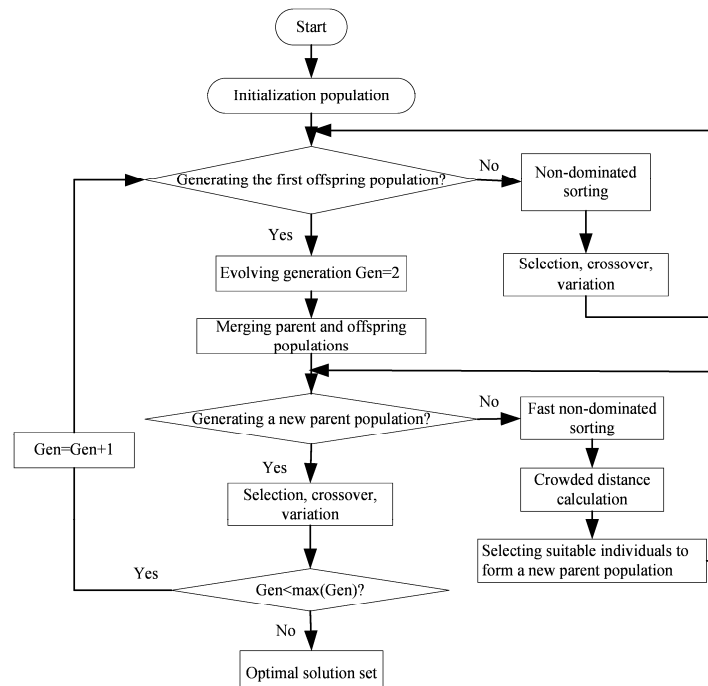 Start
Initialization population
Generating the first offspring population?
No
Non-dominated
sorting
Yes
Selection, crossover,
variation
Evolving generation Gen=2
Merging parent and offspring
populations
Generating a new parent population?
No
Fast non-dominated
sorting
Gen=Gen+1
Yes
Crowded distance
calculation
Selection, crossover,
variation
Selecting suitable individuals to
form a new parent population
Yes
Gen<max(Gen)?
No
Optimal solution set